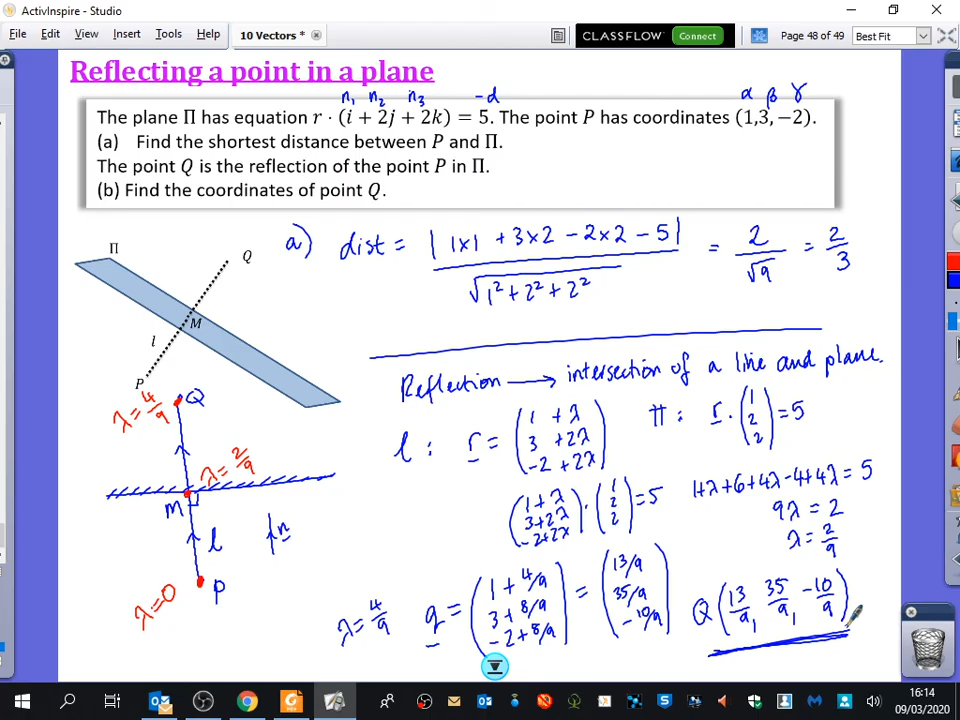 ActivInspire - Studio
File Edit View Insert Tools Help
10 Vectors *
CLASSFLOW Connect
Page 48 of 49
Best Fit
Reflecting a point in a plane
n₁ n₂ n₃ -d α β γ
The plane Π has equation r · (i + 2j + 2k) = 5. The point P has coordinates (1,3, −2).
(a) Find the shortest distance between P and Π.
The point Q is the reflection of the point P in Π.
(b) Find the coordinates of point Q.
Π
Q
M
l
P
a) dist = |1x1 + 3x2 - 2x2 - 5| / √1² + 2² + 2² = 2/√9 = 2/3
Reflection → intersection of a line and plane.
l : r = (1 + λ, 3 + 2λ, -2 + 2λ)
π : r · (1, 2, 2) = 5
(1 + λ, 3 + 2λ, -2 + 2λ) · (1, 2, 2) = 5
1+λ+6+4λ-4+4λ = 5
9λ = 2
λ = 2/9
λ = 4/9
Q
λ = 2/9
M
l
n
λ = 0
P
λ = 4/9
q = (1 + 4/9, 3 + 8/9, -2 + 8/9) = (13/9, 35/9, -10/9)
Q (13/9, 35/9, -10/9)
16:14
09/03/2020